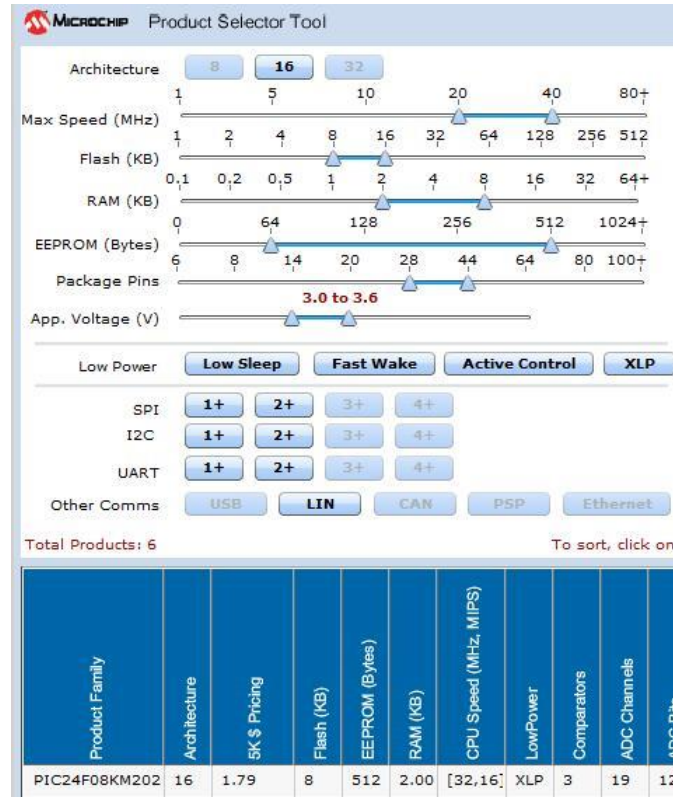 MICROCHIP Product Selector Tool
Architecture 8 16 32
1 5 10 20 40 80+
Max Speed (MHz)
1 2 4 8 16 32 64 128 256 512
Flash (KB)
0,1 0,2 0,5 1 2 4 8 16 32 64+
RAM (KB)
0 64 128 256 512 1024+
EEPROM (Bytes)
6 8 14 20 28 44 64 80 100+
Package Pins
3.0 to 3.6
App. Voltage (V)
Low Power Low Sleep Fast Wake Active Control XLP
SPI 1+ 2+ 3+ 4+
I2C 1+ 2+ 3+ 4+
UART 1+ 2+ 3+ 4+
Other Comms USB LIN CAN PSP Ethernet
Total Products: 6 To sort, click on
Product Family Architecture 5K $ Pricing Flash (KB) EEPROM (Bytes) RAM (KB) CPU Speed (MHz, MIPS) LowPower Comparators ADC Channels
PIC24F08KM202 16 1.79 8 512 2.00 [32,16] XLP 3 19 12